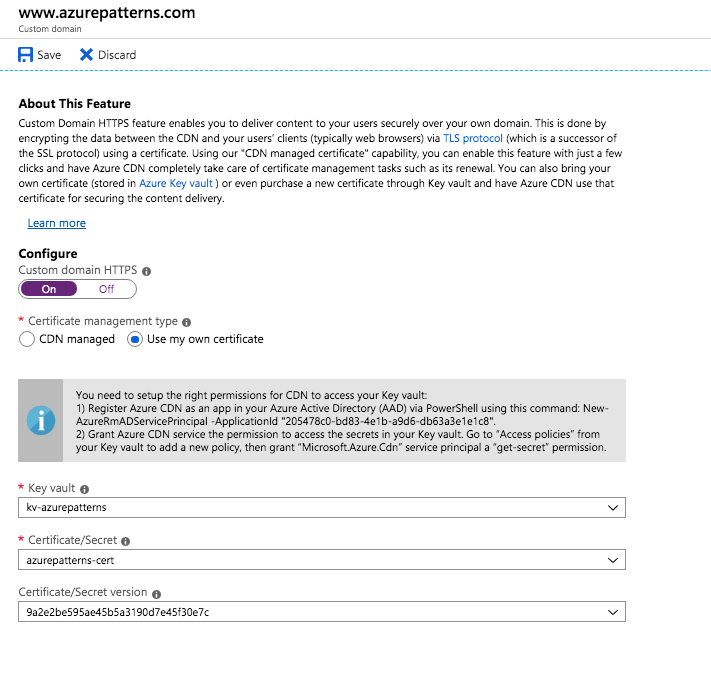 www.azurepatterns.com
Custom domain
Save Discard
About This Feature
Custom Domain HTTPS feature enables you to deliver content to your users securely over your own domain. This is done by
encrypting the data between the CDN and your users' clients (typically web browsers) via TLS protocol (which is a successor of
the SSL protocol) using a certificate. Using our "CDN managed certificate" capability, you can enable this feature with just a few
clicks and have Azure CDN completely take care of certificate management tasks such as its renewal. You can also bring your
own certificate (stored in Azure Key vault ) or even purchase a new certificate through Key vault and have Azure CDN use that
certificate for securing the content delivery.
Learn more
Configure
Custom domain HTTPS
On Off
* Certificate management type
CDN managed Use my own certificate
You need to setup the right permissions for CDN to access your Key vault:
1) Register Azure CDN as an app in your Azure Active Directory (AAD) via PowerShell using this command: New-
AzureRmADServicePrincipal -ApplicationId "205478c0-bd83-4e1b-a9d6-db63a3e1e1c8".
2) Grant Azure CDN service the permission to access the secrets in your Key vault. Go to “Access policies” from
your Key vault to add a new policy, then grant “Microsoft.Azure.Cdn” service principal a “get-secret” permission.
* Key vault
kv-azurepatterns
* Certificate/Secret
azurepatterns-cert
Certificate/Secret version
9a2e2be595ae45b5a3190d7e45f30e7c